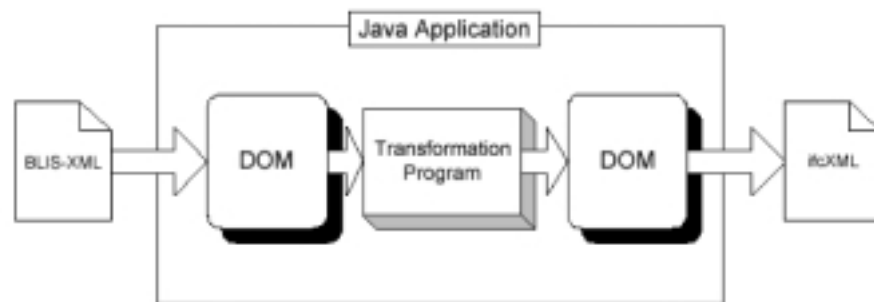 Java Application
BLIS-XML
DOM
Transformation
Program
DOM
ifcXML